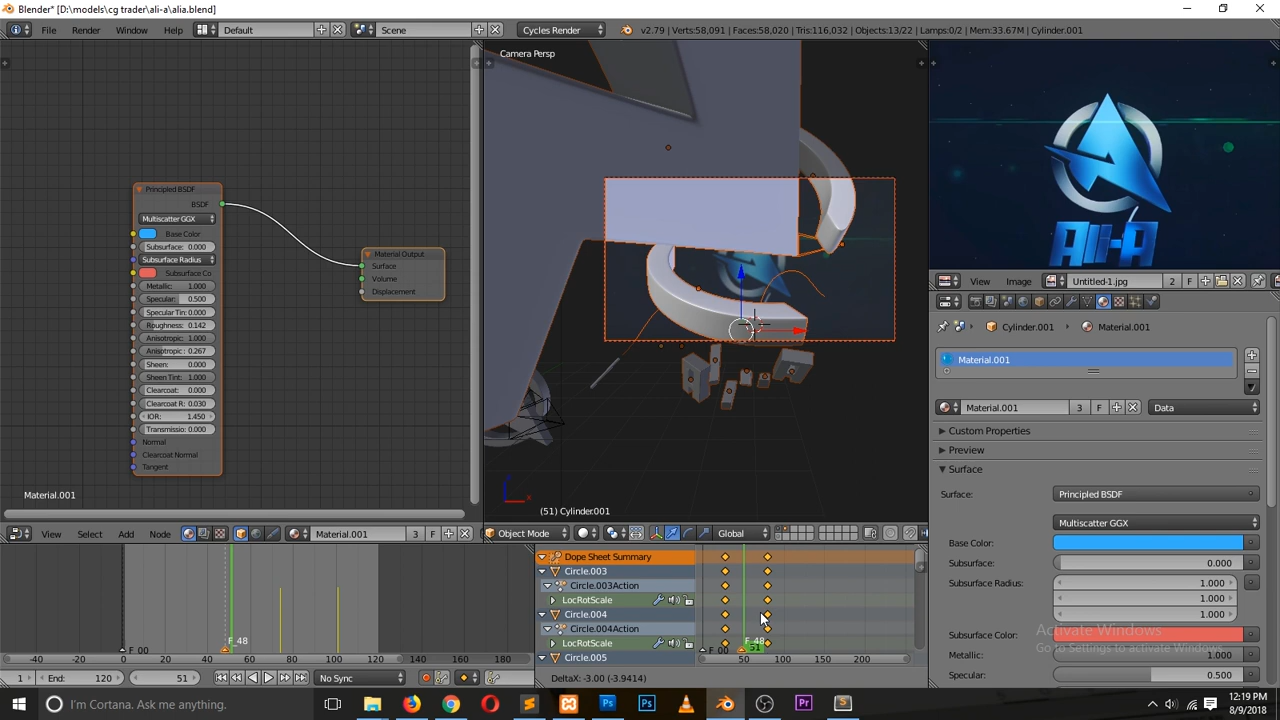 Blender* [D:\models\cg trader\ali-a\alia.blend]
File Render Window Help Default Scene Cycles Render v2.79 | Verts:58,091 | Faces:58,020 | Tris:116,032 | Objects:13/22 | Lamps:0/2 | Mem:33.67M | Cylinder.001
Camera Persp
Principled BSDF
BSDF
Multiscatter GGX
Base Color
Subsurface: 0.000
Subsurface Radius
Subsurface Co
Metallic: 1.000
Specular: 0.500
Specular Tin: 0.000
Roughness: 0.142
Anisotropic: 1.000
Anisotropic: 0.267
Sheen: 0.000
Sheen Tint: 1.000
Clearcoat: 0.000
Clearcoat R: 0.030
IOR: 1.450
Transmissio: 0.000
Normal
Clearcoat Normal
Tangent
Material Output
Surface
Volume
Displacement
Material.001
(51) Cylinder.001
Ali-A
View Image Untitled-1.jpg 2 F
Cylinder.001 Material.001
Material.001
Material.001 3 F Data
Custom Properties
Preview
Surface
Surface: Principled BSDF
Multiscatter GGX
Base Color:
Subsurface: 0.000
Subsurface Radius: 1.000
1.000
1.000
Subsurface Color:
Metallic: 1.000
Specular: 0.500
Activate Windows
Go to Settings to activate Windows.
View Select Add Node Material.001 3 F
Object Mode Global
Dope Sheet Summary
Circle.003
Circle.003Action
LocRotScale
Circle.004
Circle.004Action
LocRotScale
Circle.005
F_00 F_48
-40 -20 0 20 40 60 80 100 120 140 160 180
F_00 F_48
51
50 100 150 200
1 End: 120 51 No Sync
DeltaX: -3.00 (-3.9414)
I'm Cortana. Ask me anything.
12:19 PM
8/9/2018